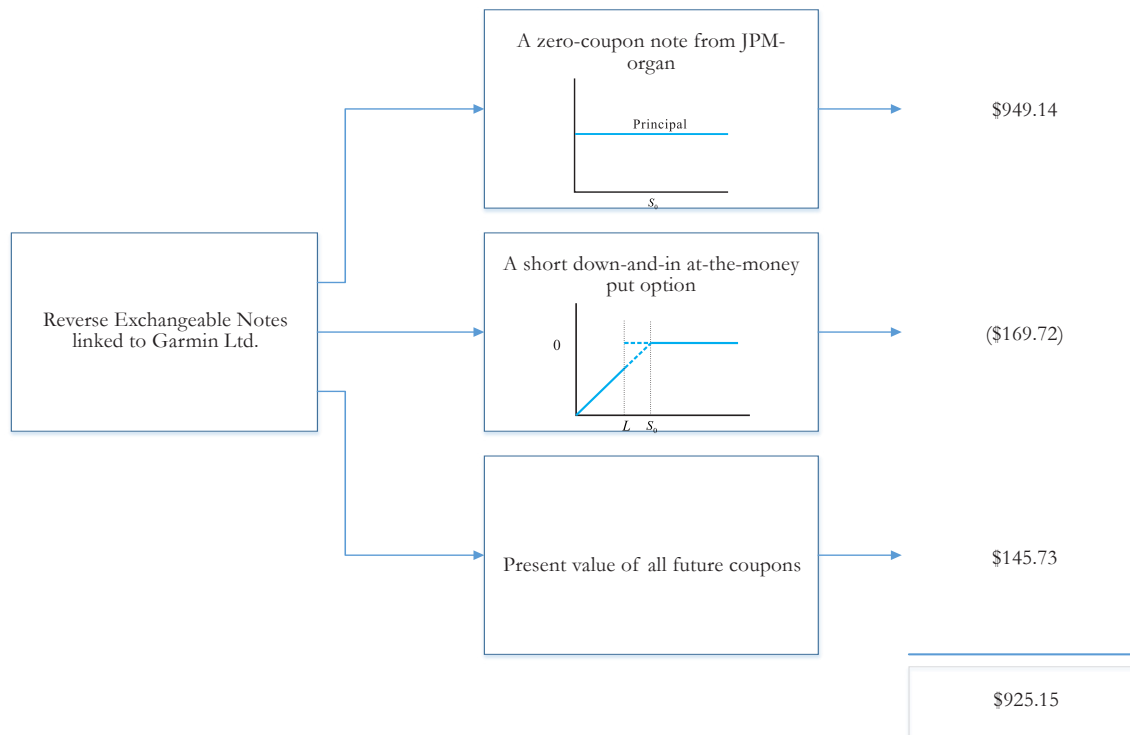 A zero-coupon note from JPM-
organ
Principal
S₀
$949.14
Reverse Exchangeable Notes
linked to Garmin Ltd.
A short down-and-in at-the-money
put option
0
L S₀
($169.72)
Present value of all future coupons
$145.73
$925.15